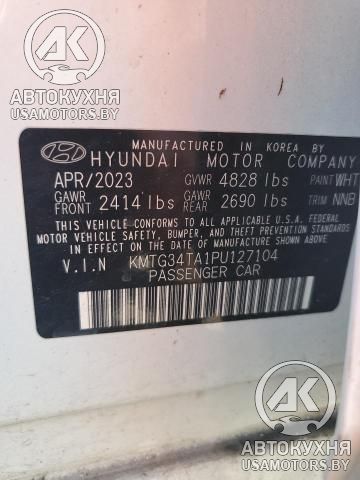 АК
АВТОКУХНЯ
USAMOTORS.BY
MANUFACTURED IN KOREA BY
HYUNDAI MOTOR COMPANY
APR/2023 GVWR 4828 lbs PAINT WHT
GAWR FRONT 2414 lbs GAWR REAR 2690 lbs TRIM NNB
THIS VEHICLE CONFORMS TO ALL APPLICABLE U.S.A. FEDERAL
MOTOR VEHICLE SAFETY, BUMPER, AND THEFT PREVENTION STANDARDS
IN EFFECT ON THE DATE OF MANUFACTURE SHOWN ABOVE.
V.I.N KMTG34TA1PU127104
PASSENGER CAR
АК
АВТОКУХНЯ
USAMOTORS.BY